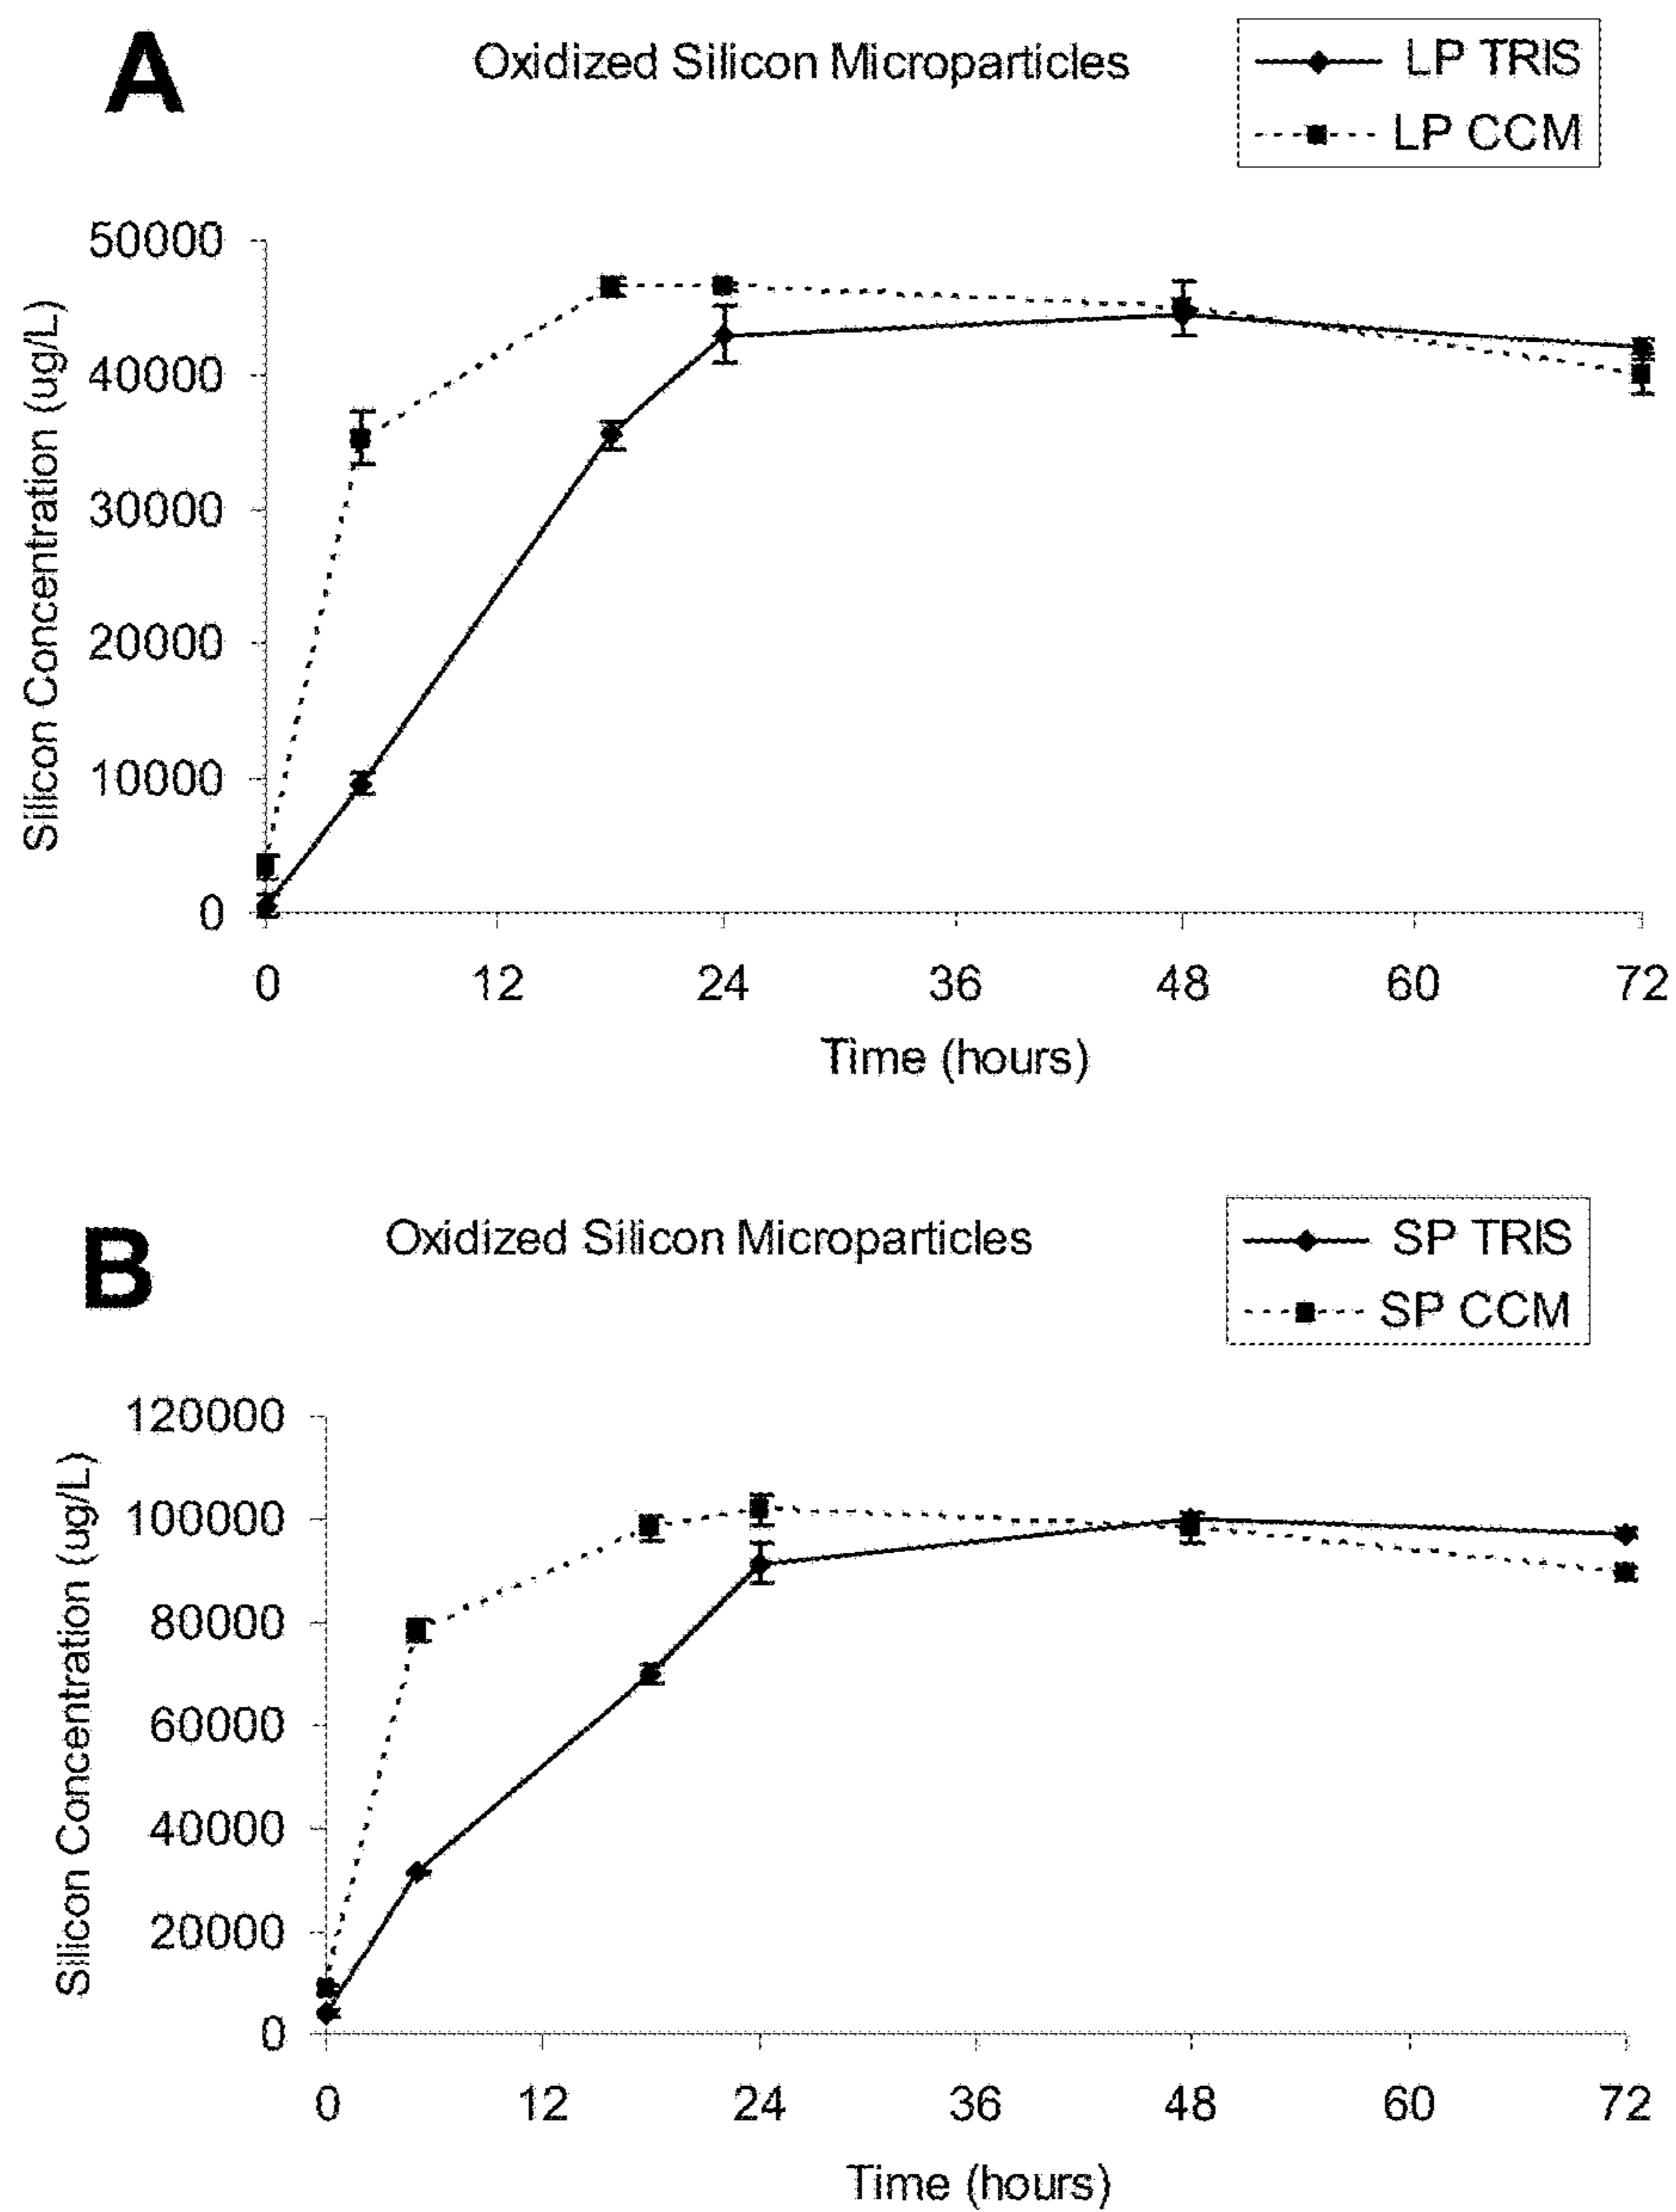 A
Oxidized Silicon Microparticles
LP TRIS
LP CCM
Silicon Concentration (ug/L)
50000
40000
30000
20000
10000
0
0 12 24 36 48 60 72
Time (hours)
B
Oxidized Silicon Microparticles
SP TRIS
SP CCM
Silicon Concentration (ug/L)
120000
100000
80000
60000
40000
20000
0
0 12 24 36 48 60 72
Time (hours)